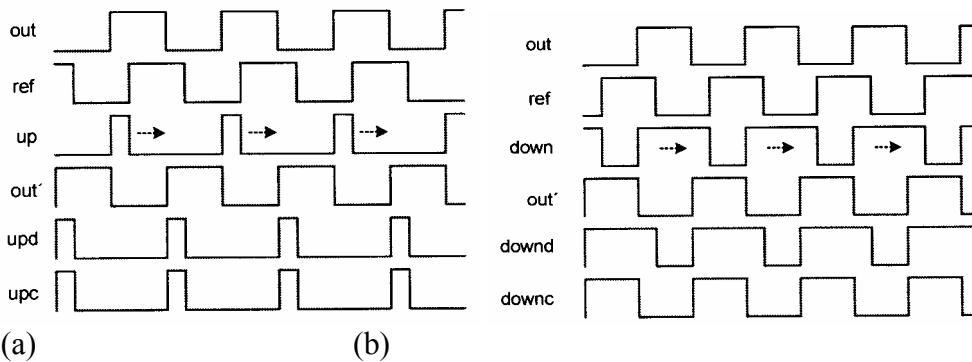 out
ref
up
out´
upd
upc
(a)
out
ref
down
out´
downd
downc
(b)